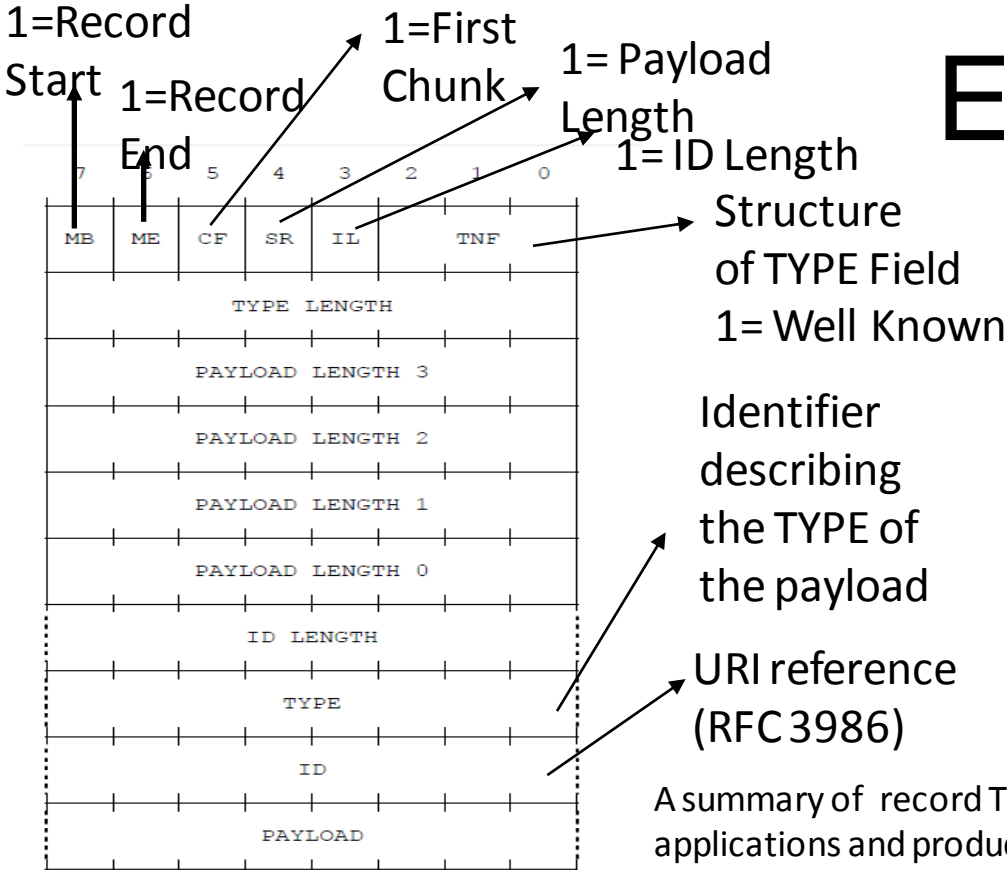 1=Record
Start
1=Record
End
1=First
Chunk
1= Payload
Length
1= ID Length
E
Structure
of TYPE Field
1= Well Known
7 5 4 3 2 1 0
MB ME CF SR IL TNF
TYPE LENGTH
PAYLOAD LENGTH 3
PAYLOAD LENGTH 2
PAYLOAD LENGTH 1
PAYLOAD LENGTH 0
ID LENGTH
TYPE
ID
PAYLOAD
Identifier
describing
the TYPE of
the payload
URI reference
(RFC 3986)
A summary of record T
applications and produ